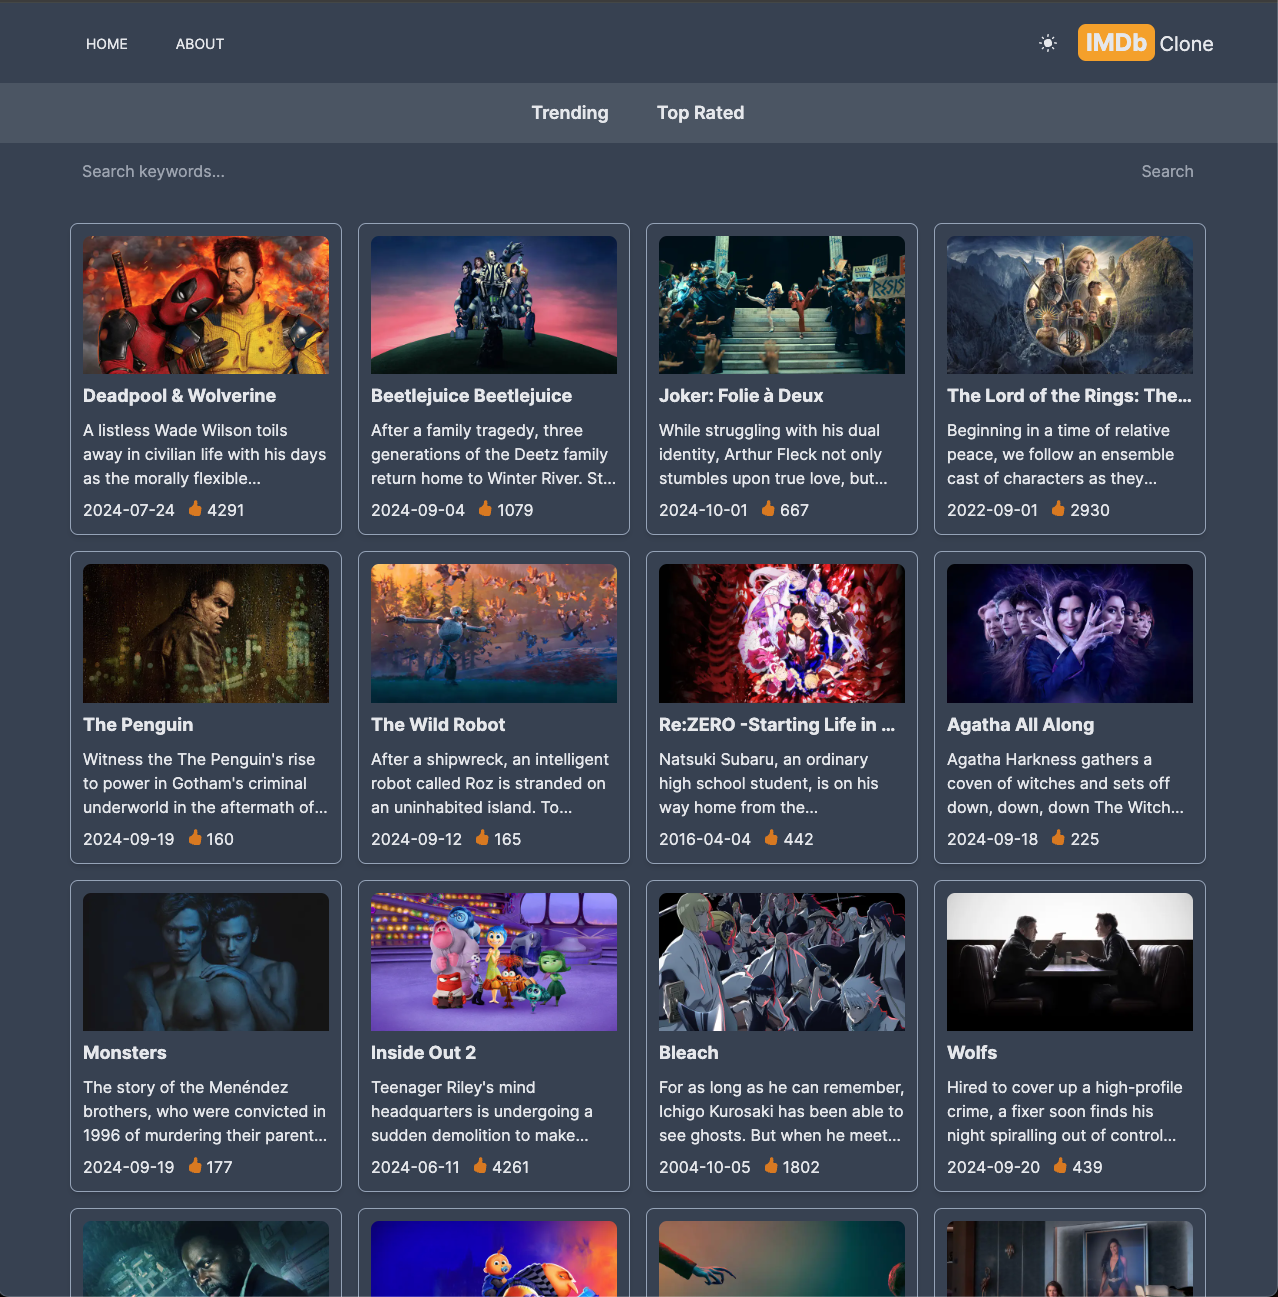 HOME ABOUT IMDb Clone
Trending Top Rated
Search keywords... Search
RESIS
Deadpool & Wolverine
A listless Wade Wilson toils
away in civilian life with his days
as the morally flexible...
2024-07-24 4291
Beetlejuice Beetlejuice
After a family tragedy, three
generations of the Deetz family
return home to Winter River. St...
2024-09-04 1079
Joker: Folie à Deux
While struggling with his dual
identity, Arthur Fleck not only
stumbles upon true love, but...
2024-10-01 667
The Lord of the Rings: The...
Beginning in a time of relative
peace, we follow an ensemble
cast of characters as they...
2022-09-01 2930
The Penguin
Witness the The Penguin's rise
to power in Gotham's criminal
underworld in the aftermath of...
2024-09-19 160
The Wild Robot
After a shipwreck, an intelligent
robot called Roz is stranded on
an uninhabited island. To...
2024-09-12 165
Re:ZERO -Starting Life in ...
Natsuki Subaru, an ordinary
high school student, is on his
way home from the...
2016-04-04 442
Agatha All Along
Agatha Harkness gathers a
coven of witches and sets off
down, down, down The Witch...
2024-09-18 225
Monsters
The story of the Menéndez
brothers, who were convicted in
1996 of murdering their parent...
2024-09-19 177
Inside Out 2
Teenager Riley's mind
headquarters is undergoing a
sudden demolition to make...
2024-06-11 4261
Bleach
For as long as he can remember,
Ichigo Kurosaki has been able to
see ghosts. But when he meet...
2004-10-05 1802
Wolfs
Hired to cover up a high-profile
crime, a fixer soon finds his
night spiralling out of control...
2024-09-20 439